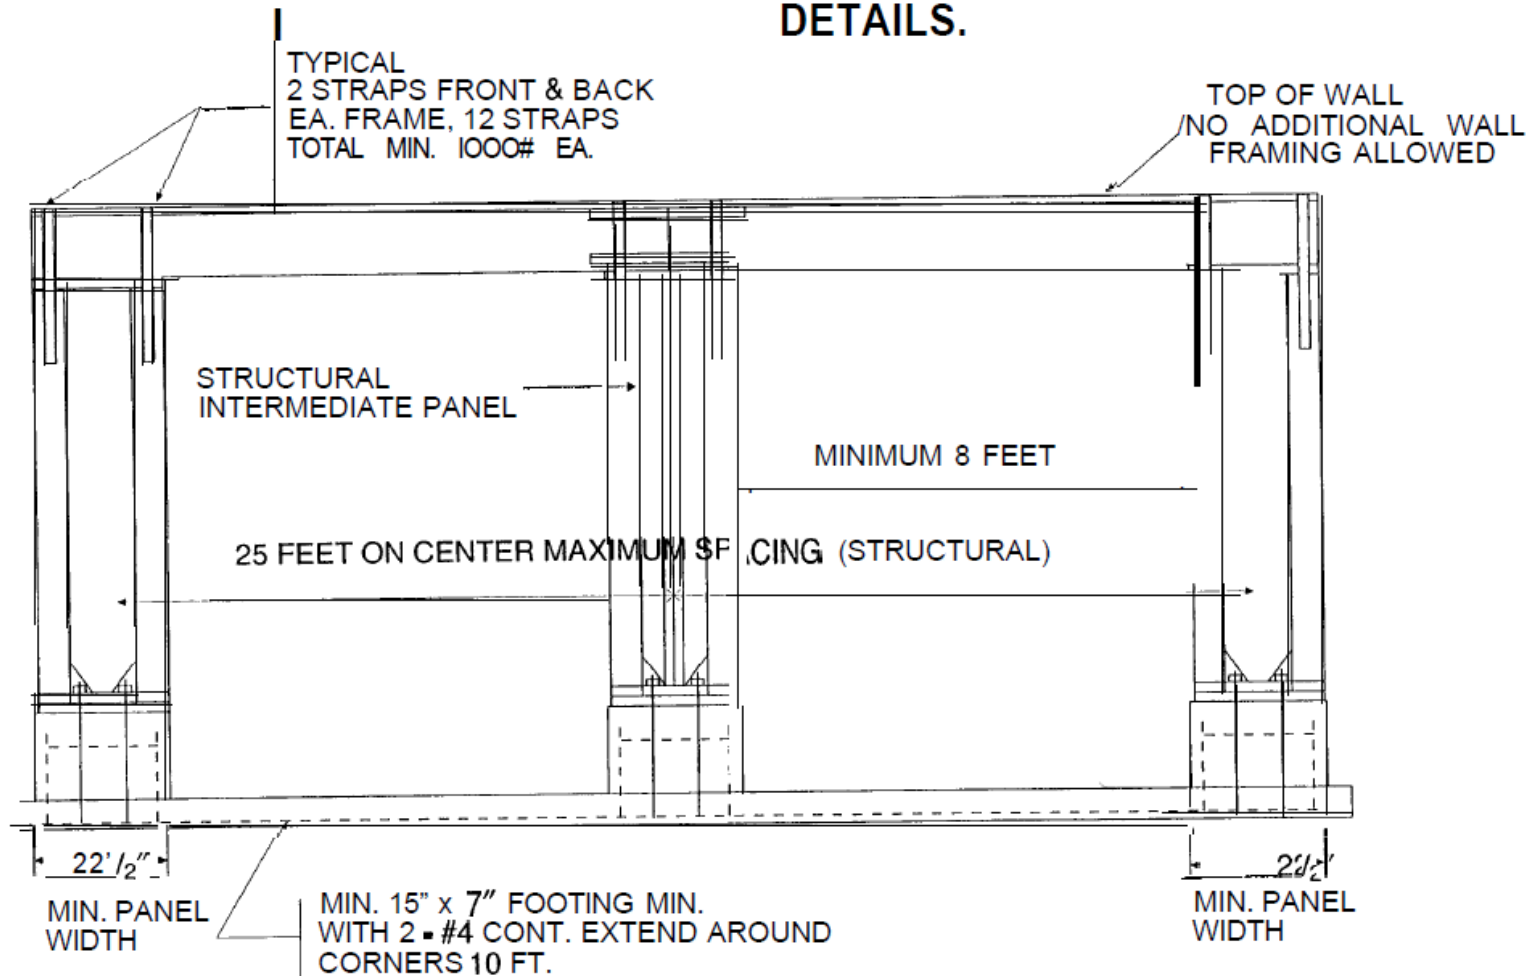 DETAILS.
TYPICAL
2 STRAPS FRONT & BACK
EA. FRAME, 12 STRAPS
TOTAL MIN. 1000# EA.
TOP OF WALL
NO ADDITIONAL WALL
FRAMING ALLOWED
STRUCTURAL
INTERMEDIATE PANEL
MINIMUM 8 FEET
25 FEET ON CENTER MAXIMUM SPACING (STRUCTURAL)
22 1/2"
22 1/2"
MIN. PANEL
WIDTH
MIN. 15" x 7" FOOTING MIN.
WITH 2 - #4 CONT. EXTEND AROUND
CORNERS 10 FT.
MIN. PANEL
WIDTH